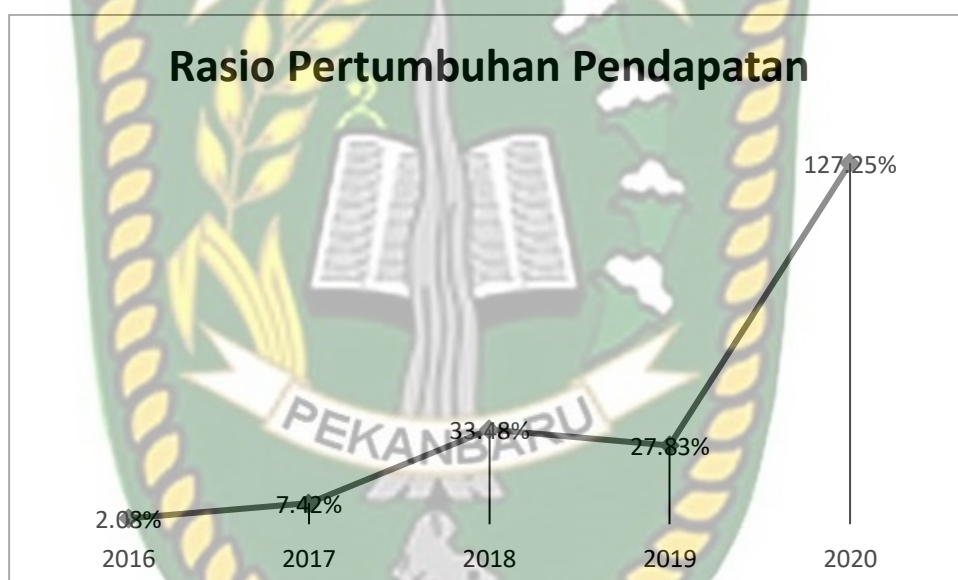 Rasio Pertumbuhan Pendapatan
127.25%
33.48%
27.83%
7.42%
2.08%
2016 2017 2018 2019 2020
PEKANBARU